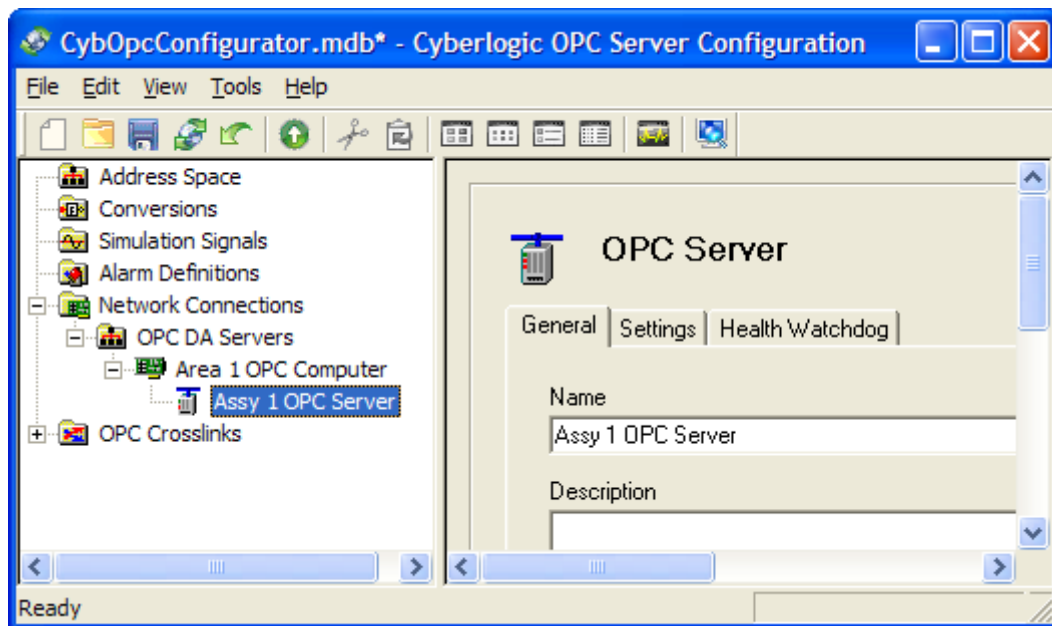 CybOpcConfigurator.mdb* - Cyberlogic OPC Server Configuration
File Edit View Tools Help
Address Space
Conversions
Simulation Signals
Alarm Definitions
Network Connections
OPC DA Servers
Area 1 OPC Computer
Assy 1 OPC Server
OPC Crosslinks
OPC Server
General Settings Health Watchdog
Name
Assy 1 OPC Server
Description
Ready